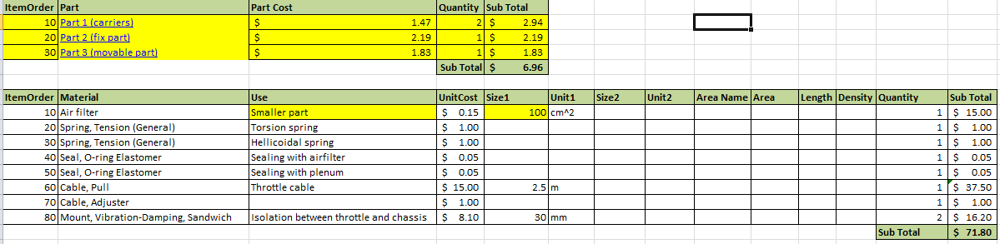 ItemOrder Part Part Cost Quantity Sub Total
10 Part 1 (carriers) $ 1.47 2 $ 2.94
20 Part 2 (fix part) $ 2.19 1 $ 2.19
30 Part 3 (movable part) $ 1.83 1 $ 1.83
Sub Total $ 6.96
ItemOrder Material Use UnitCost Size1 Unit1 Size2 Unit2 Area Name Area Length Density Quantity Sub Total
10 Air filter Smaller part $ 0.15 100 cm^2 1 $ 15.00
20 Spring, Tension (General) Torsion spring $ 1.00 1 $ 1.00
30 Spring, Tension (General) Hellicoidal spring $ 1.00 1 $ 1.00
40 Seal, O-ring Elastomer Sealing with airfilter $ 0.05 1 $ 0.05
50 Seal, O-ring Elastomer Sealing with plenum $ 0.05 1 $ 0.05
60 Cable, Pull Throttle cable $ 15.00 2.5 m 1 $ 37.50
70 Cable, Adjuster $ 1.00 1 $ 1.00
80 Mount, Vibration-Damping, Sandwich Isolation between throttle and chassis $ 8.10 30 mm 2 $ 16.20
Sub Total $ 71.80